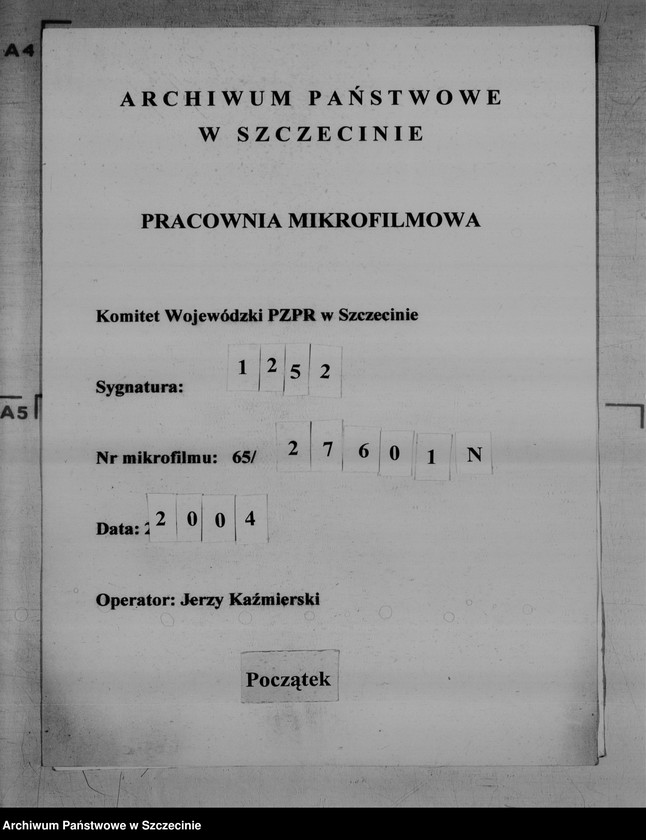 A4
ARCHIWUM PAŃSTWOWE
W SZCZECINIE
PRACOWNIA MIKROFILMOWA
Komitet Wojewódzki PZPR w Szczecinie
Sygnatura: 1 2 5 2
A5
Nr mikrofilmu: 65/ 2 7 6 0 1 N
Data: 2 0 0 4
Operator: Jerzy Kaźmierski
Początek
Archiwum Państwowe w Szczecinie